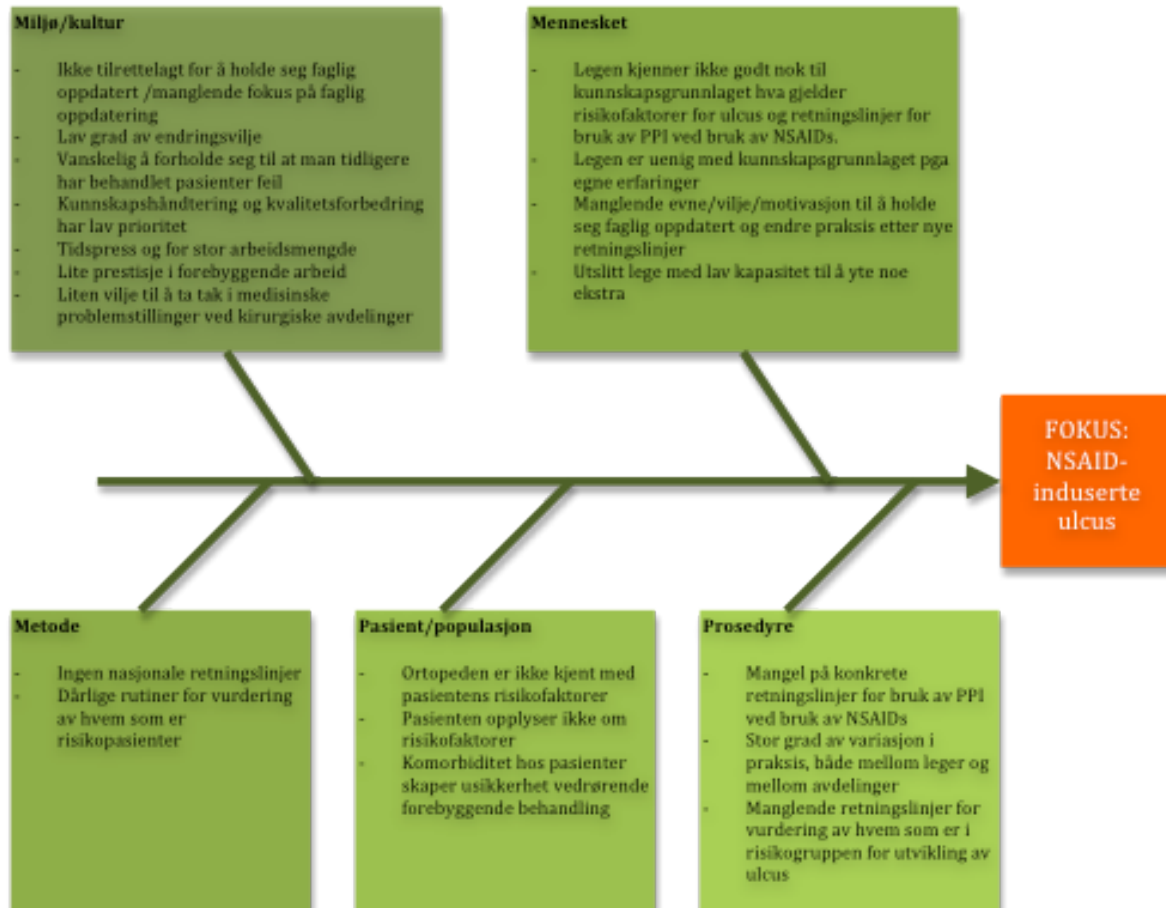 Miljø/kultur
- Ikke tilrettelagt for å holde seg faglig
oppdatert /manglende fokus på faglig
oppdatering
- Lav grad av endringsvilje
- Vanskelig å forholde seg til at man tidligere
har behandlet pasienter feil
- Kunnskapshåndtering og kvalitetsforbedring
har lav prioritet
- Tidspress og for stor arbeidsmengde
- Lite prestisje i forebyggende arbeid
- Liten vilje til å ta tak i medisinske
problemstillinger ved kirurgiske avdelinger
Mennesket
- Legen kjenner ikke godt nok til
kunnskapsgrunnlaget hva gjelder
risikofaktorer for ulcus og retningslinjer for
bruk av PPI ved bruk av NSAIDs.
- Legen er uenig med kunnskapsgrunnlaget pga
egne erfaringer
- Manglende evne/vilje/motivasjon til å holde
seg faglig oppdatert og endre praksis etter nye
retningslinjer
- Utslitt lege med lav kapasitet til å yte noe
ekstra
FOKUS:
NSAID-
induserte
ulcus
Metode
- Ingen nasjonale retningslinjer
- Dårlige rutiner for vurdering
av hvem som er
risikopasienter
Pasient/populasjon
- Ortopeden er ikke kjent med
pasientens risikofaktorer
- Pasienten opplyser ikke om
risikofaktorer
- Komorbiditet hos pasienter
skaper usikkerhet vedrørende
forebyggende behandling
Prosedyre
- Mangel på konkrete
retningslinjer for bruk av PPI
ved bruk av NSAIDs
- Stor grad av variasjon i
praksis, både mellom leger og
mellom avdelinger
- Manglende retningslinjer for
vurdering av hvem som er i
risikogruppen for utvikling av
ulcus